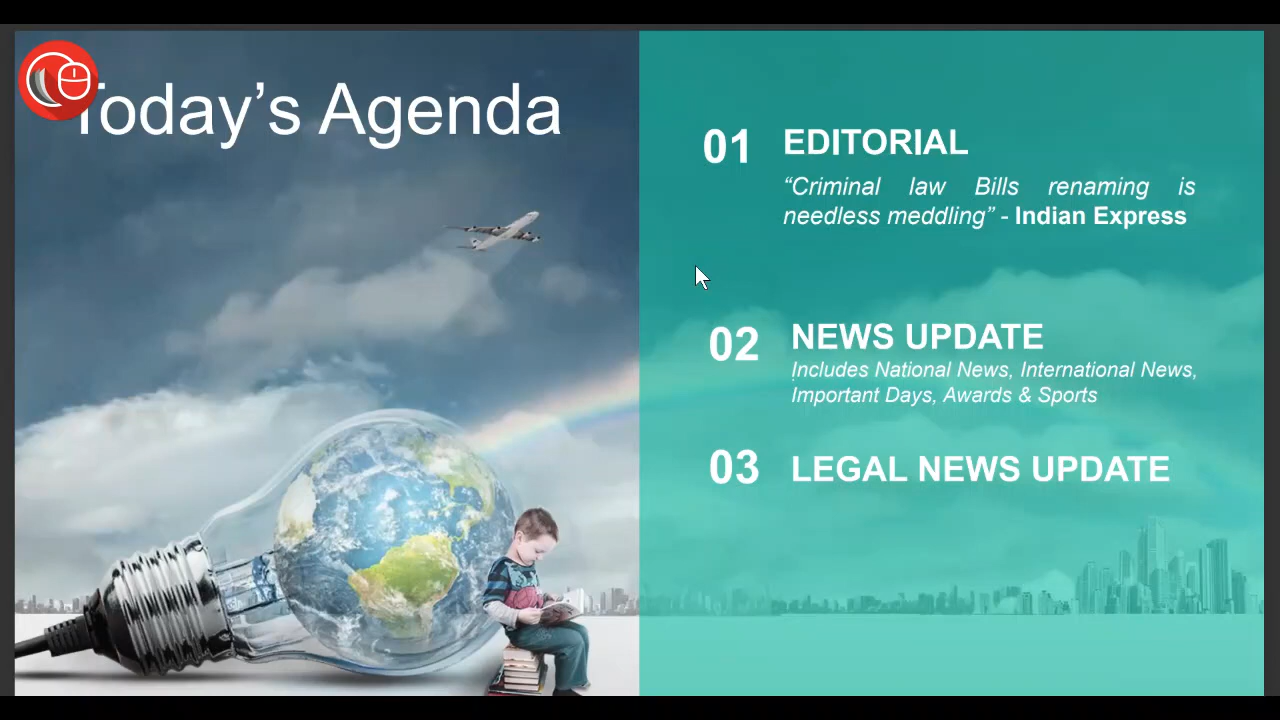 Today’s Agenda
01 EDITORIAL
“Criminal law Bills renaming is
needless meddling” - Indian Express
02 NEWS UPDATE
Includes National News, International News,
Important Days, Awards & Sports
03 LEGAL NEWS UPDATE